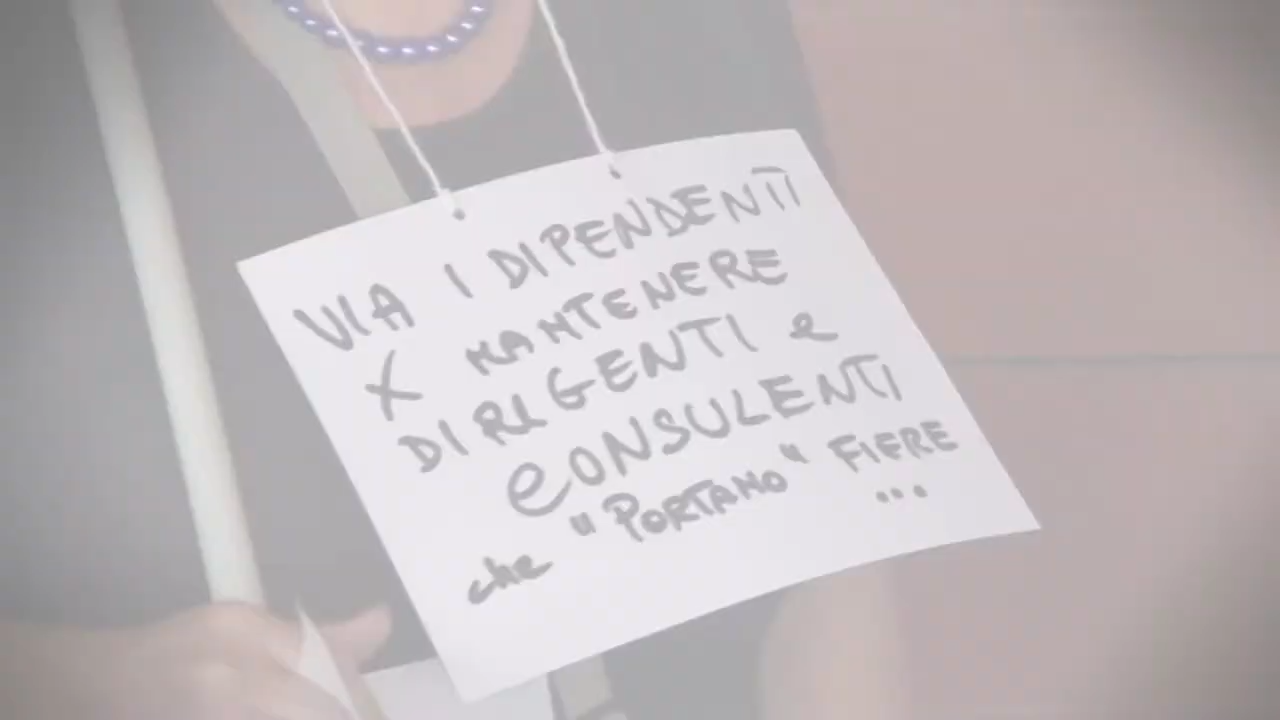 VIA I DIPENDENTI
X MANTENERE
DIRIGENTI e
CONSULENTI
che "PORTANO" FIERE
...